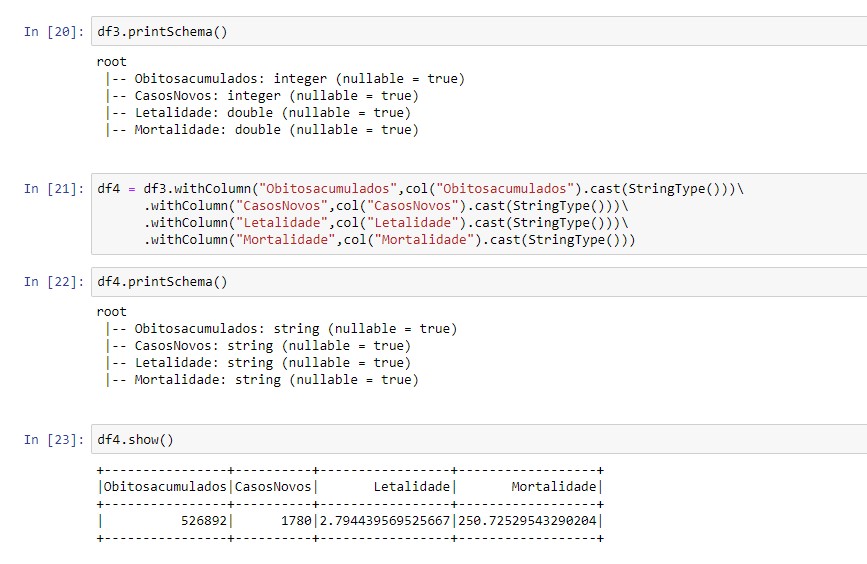 In [20]: df3.printSchema()
root
 |-- Obitosacumulados: integer (nullable = true)
 |-- CasosNovos: integer (nullable = true)
 |-- Letalidade: double (nullable = true)
 |-- Mortalidade: double (nullable = true)
In [21]: df4 = df3.withColumn("Obitosacumulados",col("Obitosacumulados").cast(StringType()))\
      .withColumn("CasosNovos",col("CasosNovos").cast(StringType()))\
      .withColumn("Letalidade",col("Letalidade").cast(StringType()))\
      .withColumn("Mortalidade",col("Mortalidade").cast(StringType()))
In [22]: df4.printSchema()
root
 |-- Obitosacumulados: string (nullable = true)
 |-- CasosNovos: string (nullable = true)
 |-- Letalidade: string (nullable = true)
 |-- Mortalidade: string (nullable = true)
In [23]: df4.show()
+----------------+----------+-----------------+------------------+
|Obitosacumulados|CasosNovos|       Letalidade|       Mortalidade|
+----------------+----------+-----------------+------------------+
|          526892|      1780|2.794439569525667|250.72529543290204|
+----------------+----------+-----------------+------------------+